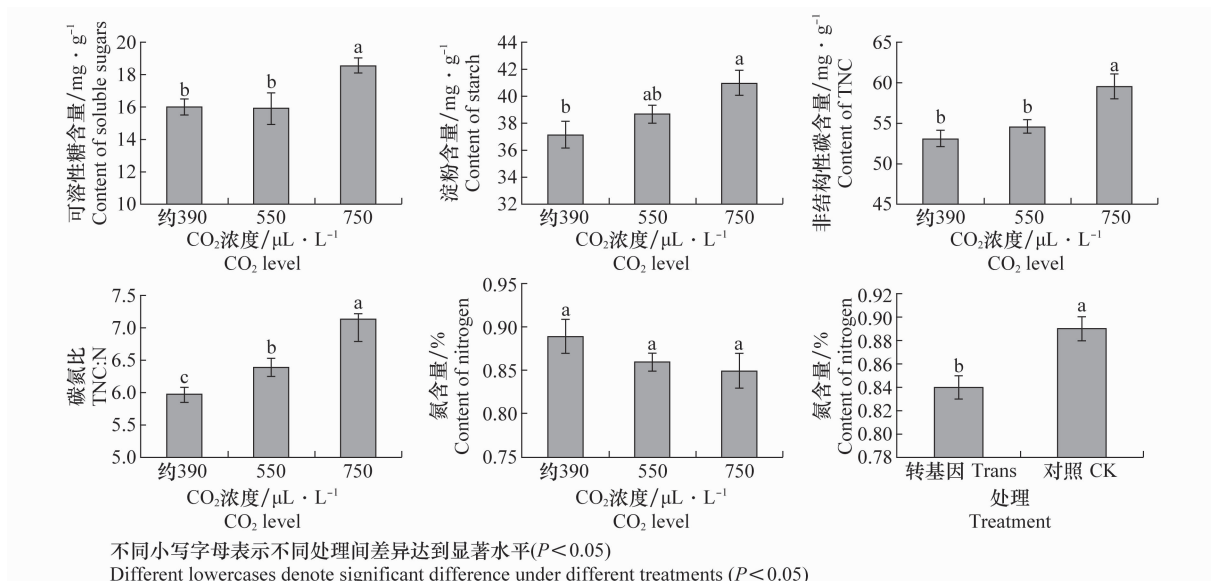 可溶性糖含量/mg · g⁻¹
Content of soluble sugars
20
18
16
14
12
10
b
b
a
约390
550
750
CO₂浓度/μL · L⁻¹
CO₂ level
淀粉含量/mg · g⁻¹
Content of starch
44
42
40
38
36
34
32
b
ab
a
约390
550
750
CO₂浓度/μL · L⁻¹
CO₂ level
非结构性碳含量/mg · g⁻¹
Content of TNC
65
60
55
50
45
b
b
a
约390
550
750
CO₂浓度/μL · L⁻¹
CO₂ level
碳氮比
TNC:N
7.5
7.0
6.5
6.0
5.5
5.0
c
b
a
约390
550
750
CO₂浓度/μL · L⁻¹
CO₂ level
氮含量/%
Content of nitrogen
0.95
0.90
0.85
0.80
0.75
a
a
a
约390
550
750
CO₂浓度/μL · L⁻¹
CO₂ level
氮含量/%
Content of nitrogen
0.92
0.90
0.88
0.86
0.84
0.82
0.80
0.78
b
a
转基因 Trans
对照 CK
处理
Treatment
不同小写字母表示不同处理间差异达到显著水平(P<0.05)
Different lowercases denote significant difference under different treatments (P<0.05)